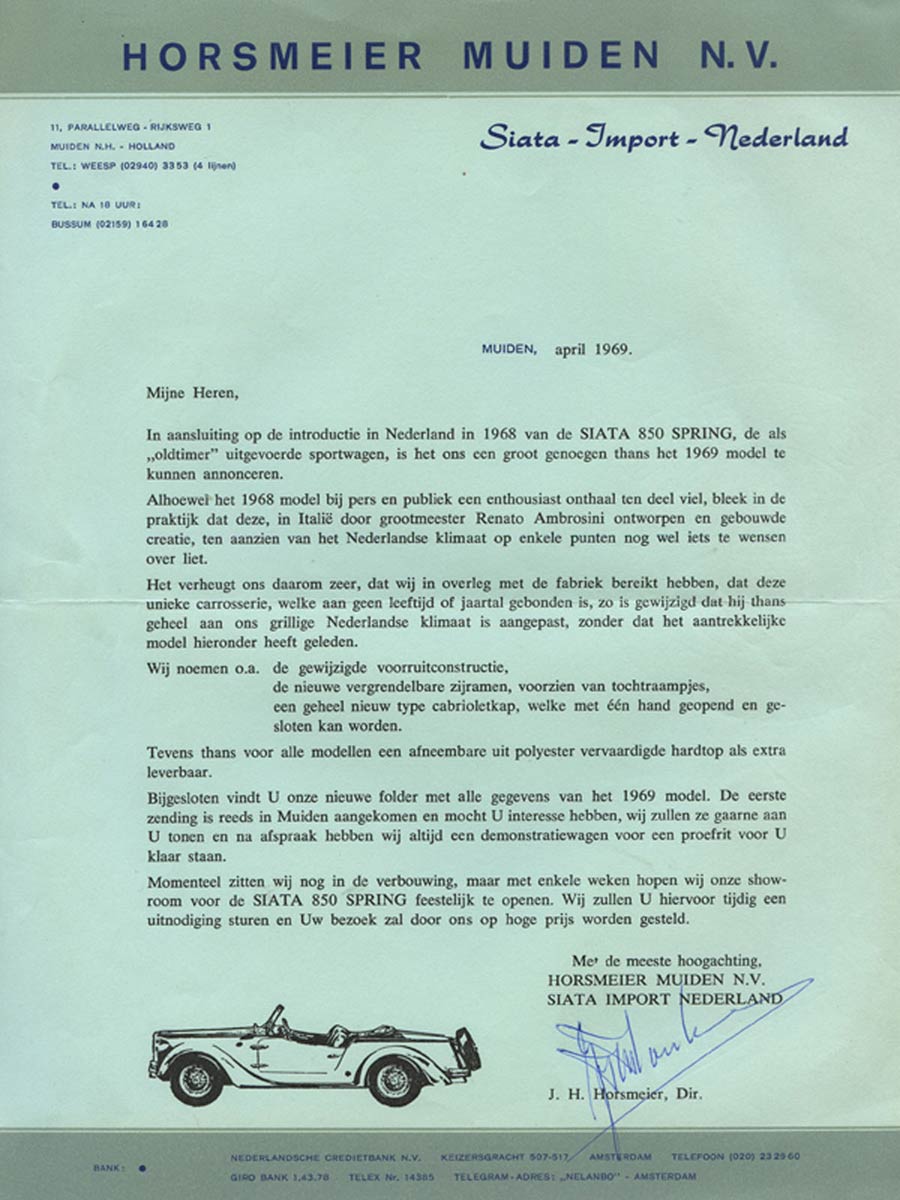 HORSMEIER MUIDEN N.V.
11, PARALLELWEG - RIJKSWEG 1
MUIDEN N.H. - HOLLAND
TEL.: WEESP (02940) 3353 (4 lijnen)
TEL.: NA 18 UUR:
BUSSUM (02159) 16428
Siata - Import - Nederland
MUIDEN, april 1969.
Mijne Heren,
In aansluiting op de introductie in Nederland in 1968 van de SIATA 850 SPRING, de als
„oldtimer” uitgevoerde sportwagen, is het ons een groot genoegen thans het 1969 model te
kunnen annonceren.
Alhoewel het 1968 model bij pers en publiek een enthousiast onthaal ten deel viel, bleek in de
praktijk dat deze, in Italië door grootmeester Renato Ambrosini ontworpen en gebouwde
creatie, ten aanzien van het Nederlandse klimaat op enkele punten nog wel iets te wensen
over liet.
Het verheugt ons daarom zeer, dat wij in overleg met de fabriek bereikt hebben, dat deze
unieke carrosserie, welke aan geen leeftijd of jaartal gebonden is, zo is gewijzigd dat hij thans
geheel aan ons grillige Nederlandse klimaat is aangepast, zonder dat het aantrekkelijke
model hieronder heeft geleden.
Wij noemen o.a. de gewijzigde voorruitconstructie,
de nieuwe vergrendelbare zijramen, voorzien van tochtraampjes,
een geheel nieuw type cabrioletkap, welke met één hand geopend en ge-
sloten kan worden.
Tevens thans voor alle modellen een afneembare uit polyester vervaardigde hardtop als extra
leverbaar.
Bijgesloten vindt U onze nieuwe folder met alle gegevens van het 1969 model. De eerste
zending is reeds in Muiden aangekomen en mocht U interesse hebben, wij zullen ze gaarne aan
U tonen en na afspraak hebben wij altijd een demonstratiewagen voor een proefrit voor U
klaar staan.
Momenteel zitten wij nog in de verbouwing, maar met enkele weken hopen wij onze show-
room voor de SIATA 850 SPRING feestelijk te openen. Wij zullen U hiervoor tijdig een
uitnodiging sturen en Uw bezoek zal door ons op hoge prijs worden gesteld.
Met de meeste hoogachting,
HORSMEIER MUIDEN N.V.
SIATA IMPORT NEDERLAND
J. H. Horsmeier, Dir.
BANK: NEDERLANDSCHE CREDIETBANK N.V. KEIZERSGRACHT 507-517 AMSTERDAM TELEFOON (020) 232960
GIRO BANK 1.43.78 TELEX Nr. 14385 TELEGRAM-ADRES: „NELANBO” - AMSTERDAM